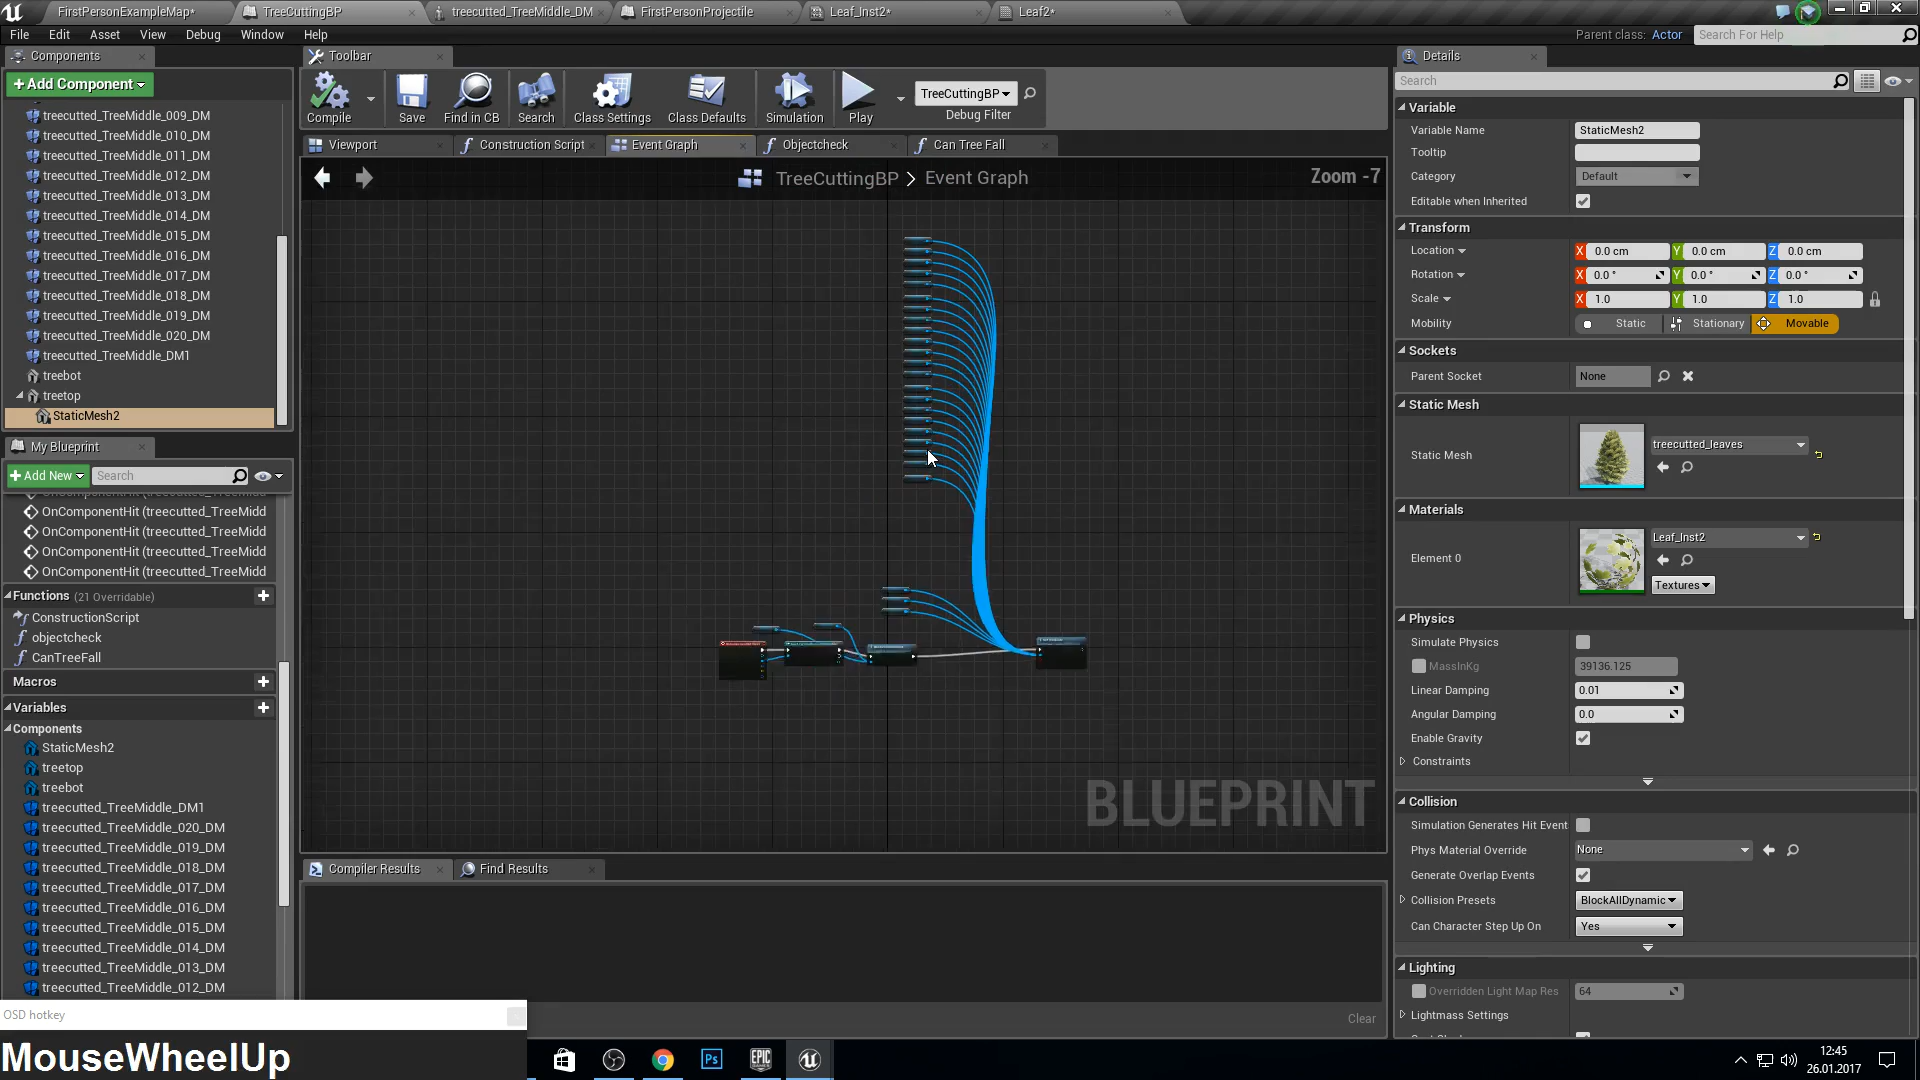 FirstPersonExampleMap*
TreeCuttingBP
treecutted_TreeMiddle_DM
FirstPersonProjectile
Leaf_Inst2*
Leaf2*
File Edit Asset View Debug Window Help
Parent class: Actor
Search For Help
Components
Toolbar
Details
+Add Component
Compile
Save
Find in CB
Search
Class Settings
Class Defaults
Simulation
Play
TreeCuttingBP
Debug Filter
treecutted_TreeMiddle_009_DM
treecutted_TreeMiddle_010_DM
treecutted_TreeMiddle_011_DM
treecutted_TreeMiddle_012_DM
treecutted_TreeMiddle_013_DM
treecutted_TreeMiddle_014_DM
treecutted_TreeMiddle_015_DM
treecutted_TreeMiddle_016_DM
treecutted_TreeMiddle_017_DM
treecutted_TreeMiddle_018_DM
treecutted_TreeMiddle_019_DM
treecutted_TreeMiddle_020_DM
treecutted_TreeMiddle_DM1
treebot
treetop
StaticMesh2
My Blueprint
+Add New
Search
OnComponentHit (treecutted_TreeMidd
OnComponentHit (treecutted_TreeMidd
OnComponentHit (treecutted_TreeMidd
OnComponentHit (treecutted_TreeMidd
Functions (21 Overridable)
ConstructionScript
objectcheck
CanTreeFall
Macros
Variables
Components
StaticMesh2
treetop
treebot
treecutted_TreeMiddle_DM1
treecutted_TreeMiddle_020_DM
treecutted_TreeMiddle_019_DM
treecutted_TreeMiddle_018_DM
treecutted_TreeMiddle_017_DM
treecutted_TreeMiddle_016_DM
treecutted_TreeMiddle_015_DM
treecutted_TreeMiddle_014_DM
treecutted_TreeMiddle_013_DM
treecutted_TreeMiddle_012_DM
Viewport
Construction Script
Event Graph
Objectcheck
Can Tree Fall
TreeCuttingBP > Event Graph
Zoom -7
BLUEPRINT
Compiler Results
Find Results
Clear
Search
Variable
Variable Name StaticMesh2
Tooltip
Category Default
Editable when Inherited
Transform
Location X 0.0 cm Y 0.0 cm Z 0.0 cm
Rotation X 0.0 ° Y 0.0 ° Z 0.0 °
Scale X 1.0 Y 1.0 Z 1.0
Mobility Static Stationary Movable
Sockets
Parent Socket None
Static Mesh
Static Mesh treecutted_leaves
Materials
Element 0 Leaf_Inst2
Textures
Physics
Simulate Physics
MassInKg 39136.125
Linear Damping 0.01
Angular Damping 0.0
Enable Gravity
Constraints
Collision
Simulation Generates Hit Event
Phys Material Override None
Generate Overlap Events
Collision Presets BlockAllDynamic
Can Character Step Up On Yes
Lighting
Overridden Light Map Res 64
Lightmass Settings
OSD hotkey
MouseWheelUp
Ps
EPIC GAMES
12:45
26.01.2017